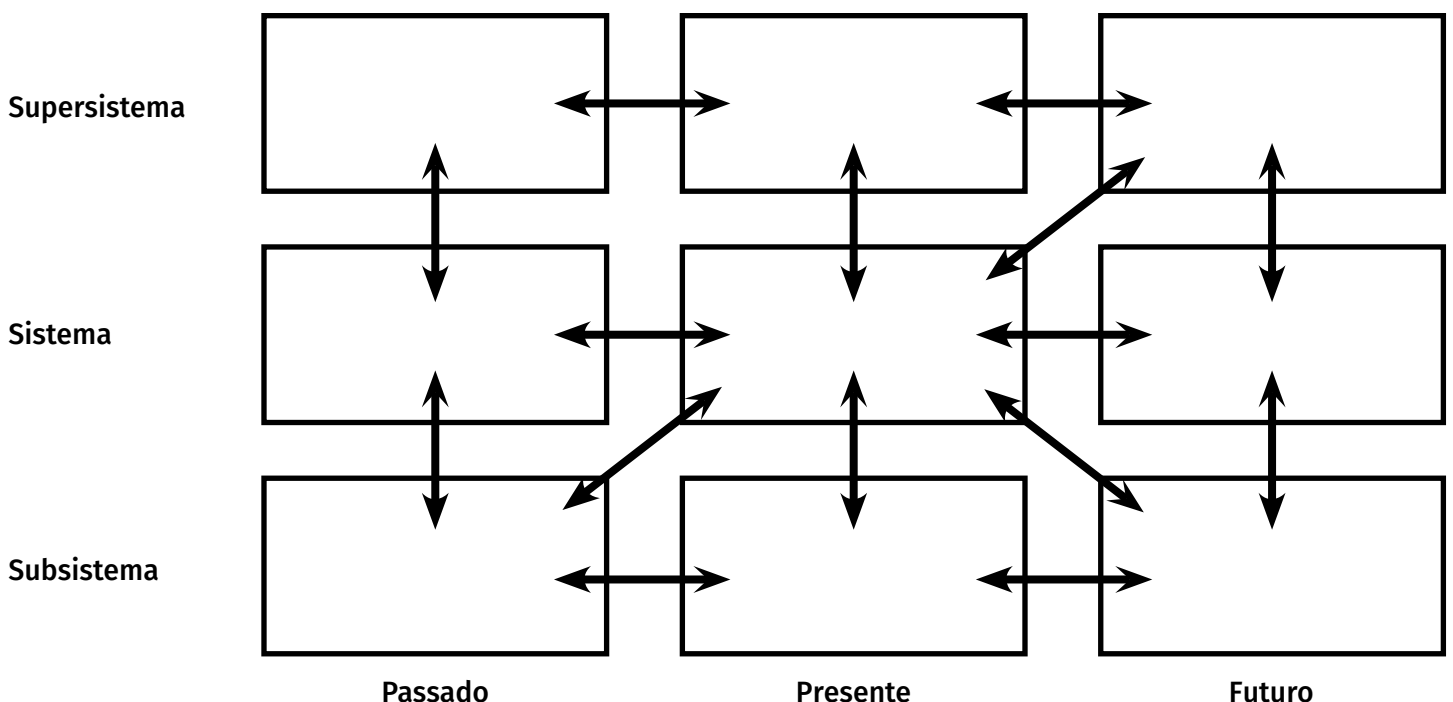 Supersistema
Sistema
Subsistema
Passado Presente Futuro